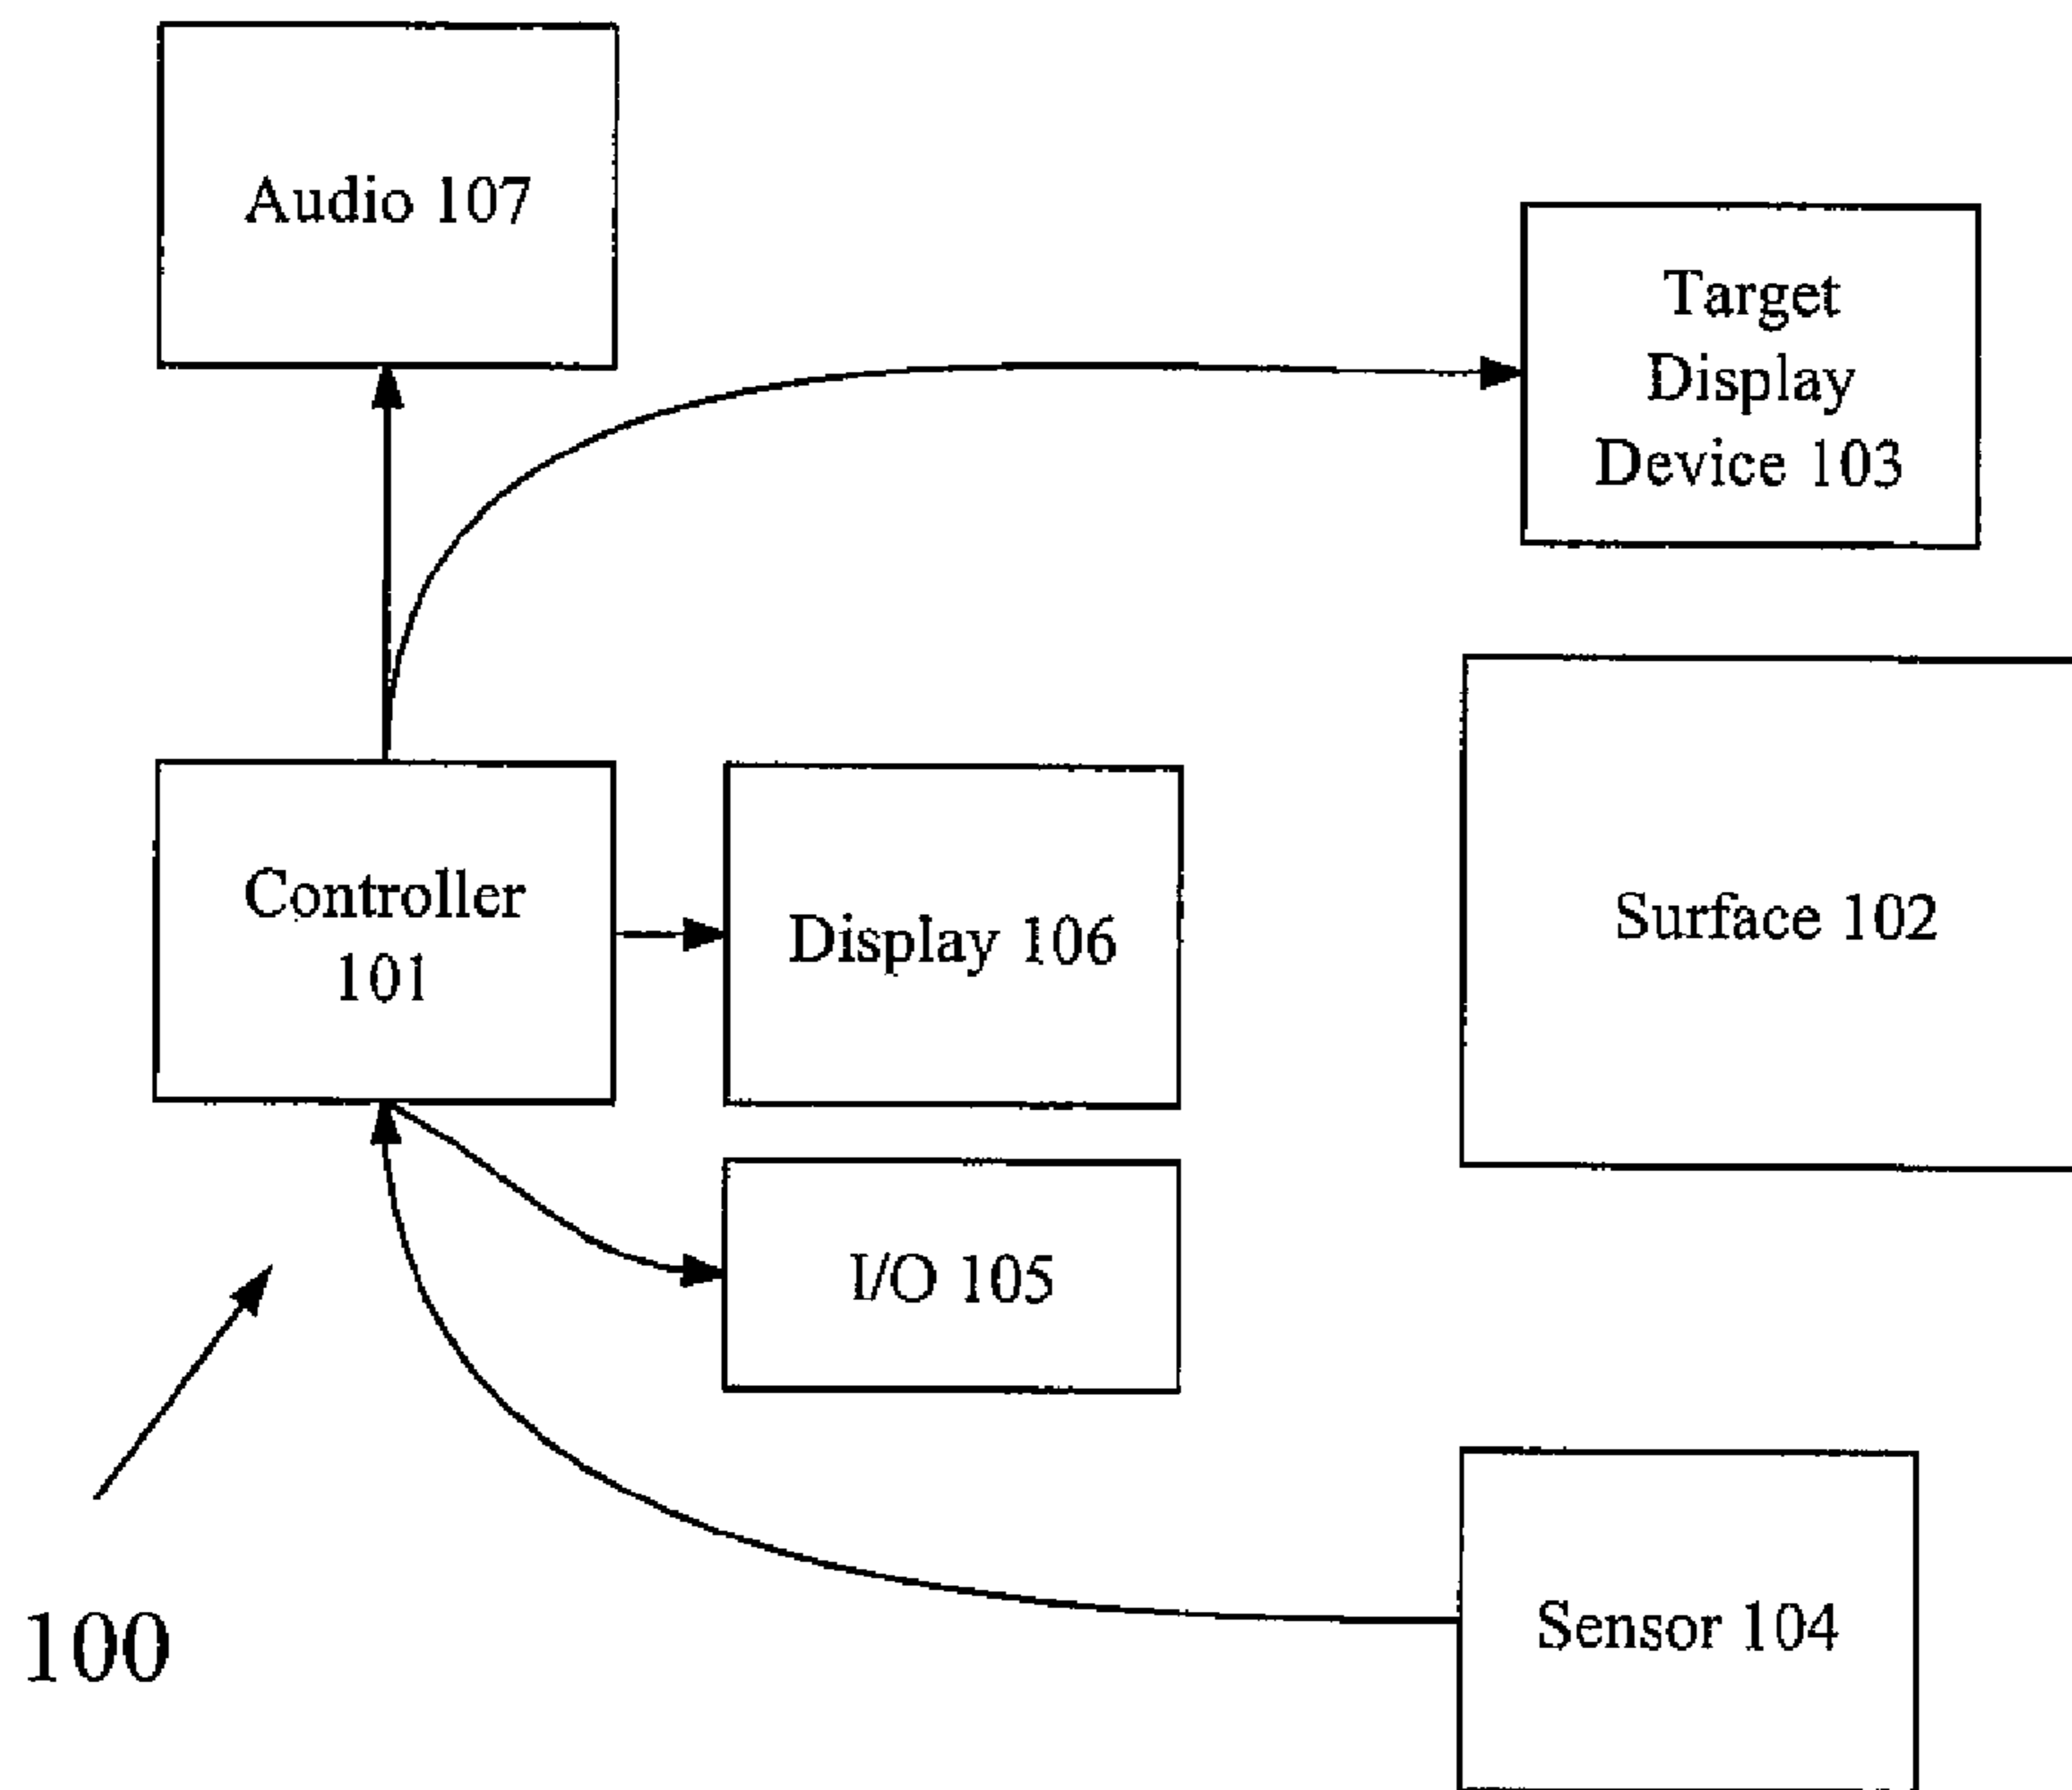 Audio 107
Target
Display
Device 103
Controller
101
Display 106
Surface 102
I/O 105
Sensor 104
100